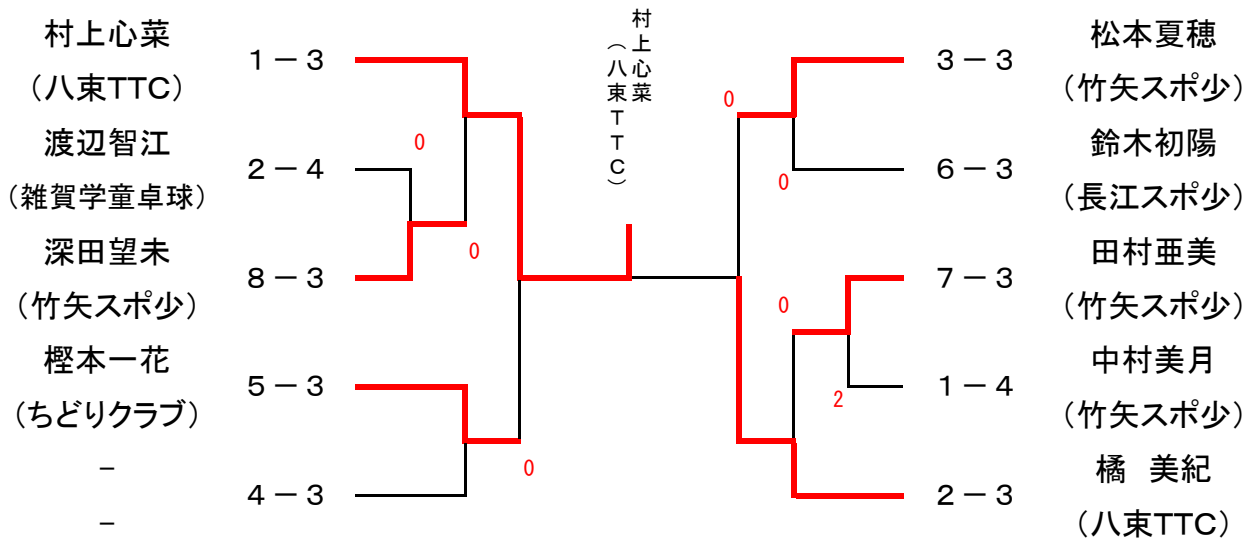 村上心菜
(八束TTC)
1－3
渡辺智江
(雑賀学童卓球)
2－4
深田望未
(竹矢スポ少)
8－3
樫本一花
(ちどりクラブ)
5－3
－
－
4－3
0
0
0
村上心菜
(八束TTC)
0
0
0
2
3－3
松本夏穂
(竹矢スポ少)
6－3
鈴木初陽
(長江スポ少)
7－3
田村亜美
(竹矢スポ少)
1－4
中村美月
(竹矢スポ少)
2－3
橘　美紀
(八束TTC)